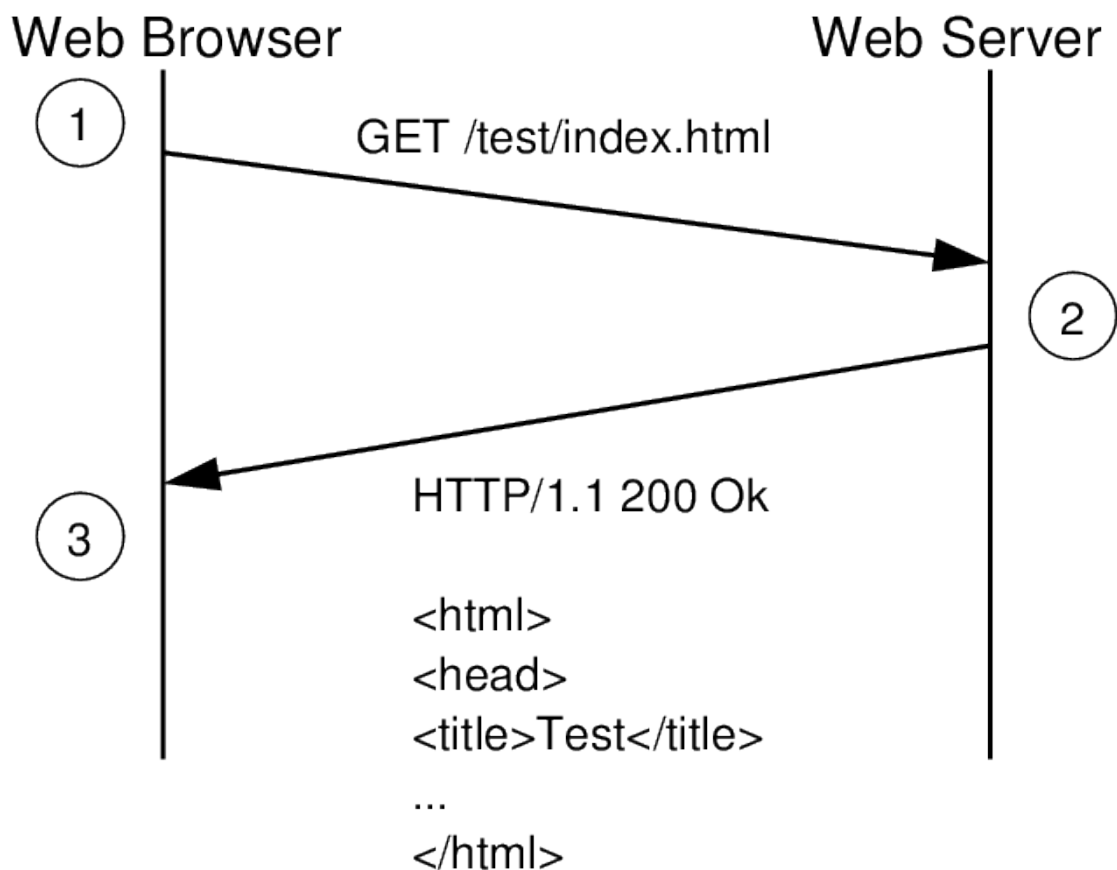 Web Browser
Web Server
1
GET /test/index.html
2
HTTP/1.1 200 Ok
3
<html>
<head>
<title>Test</title>
...
</html>